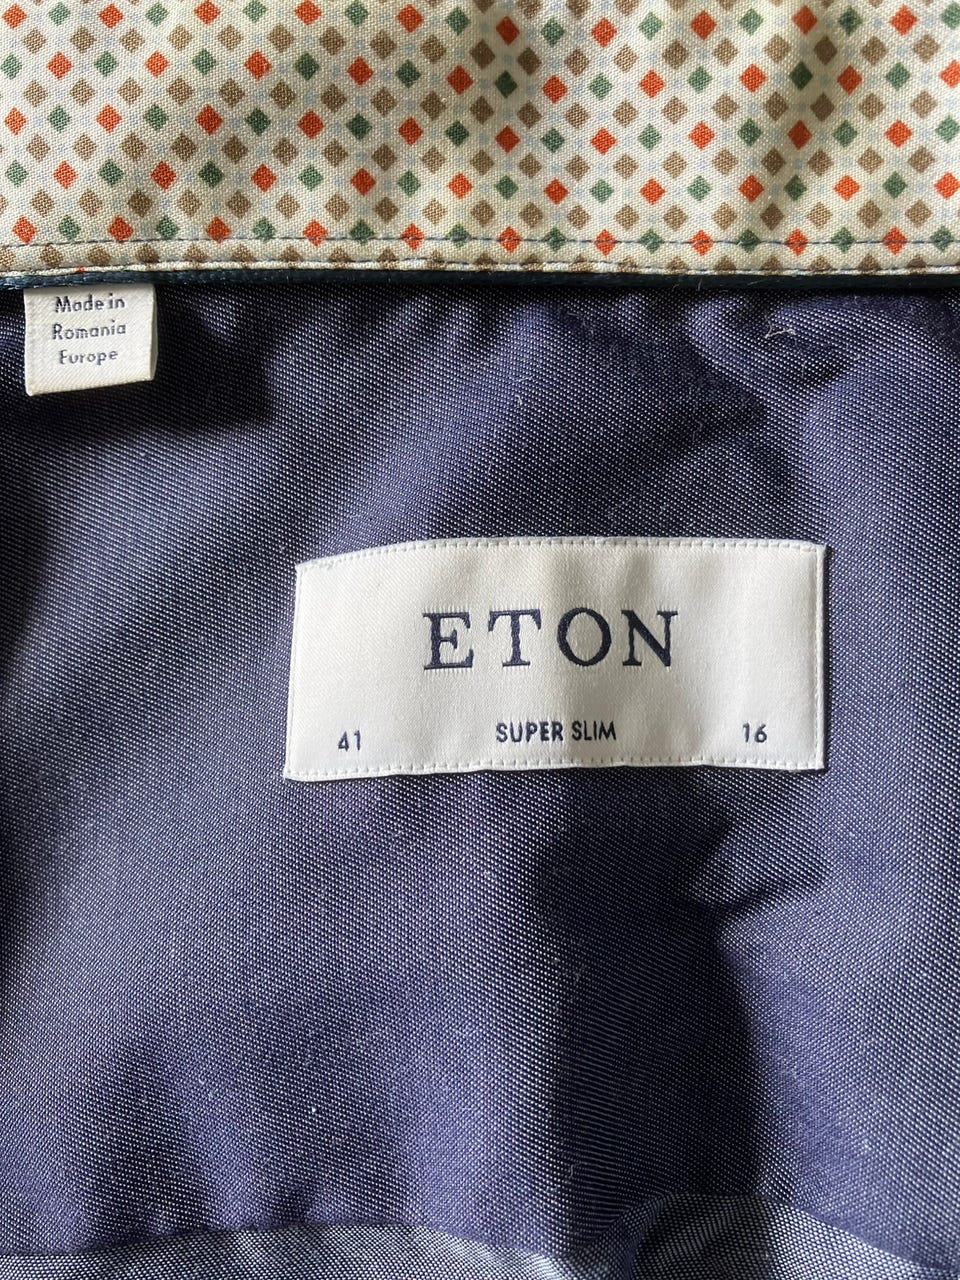 Made in
Romania
Europe
ETON
41 SUPER SLIM 16